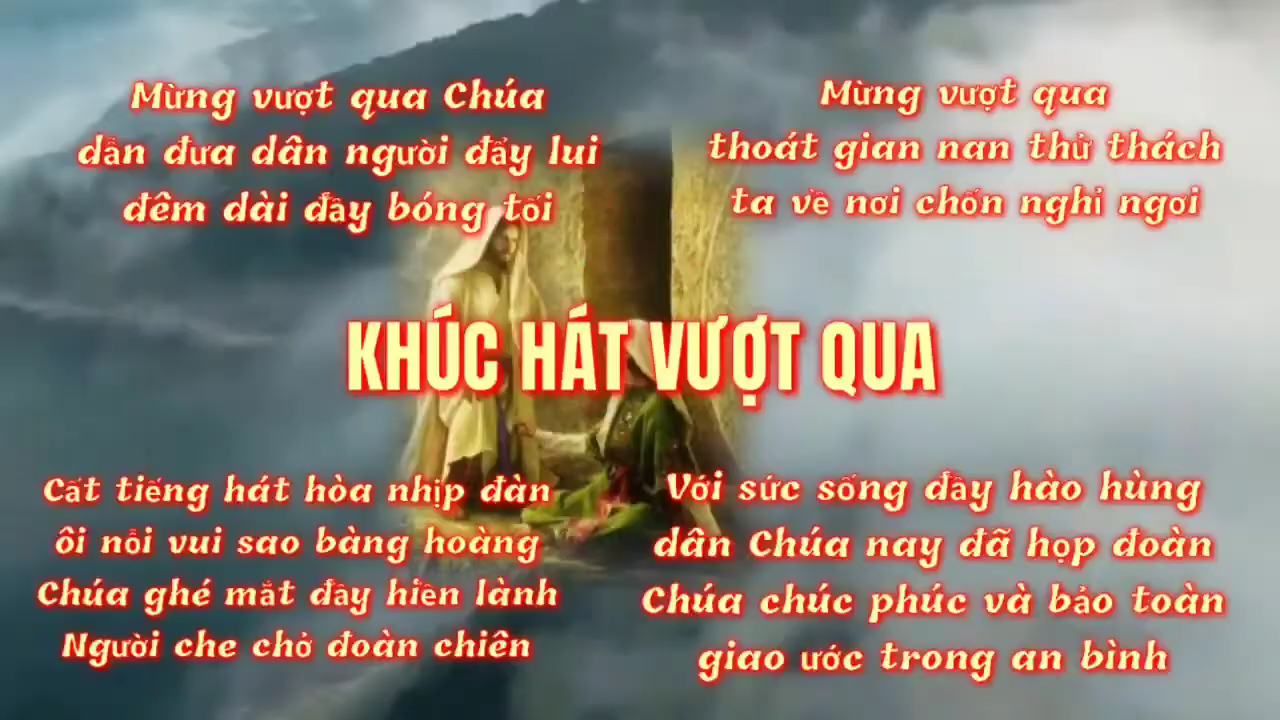 Mừng vượt qua Chúa
dẫn đưa dân người đẩy lui
đêm dài đầy bóng tối
Mừng vượt qua
thoát gian nan thử thách
ta về nơi chốn nghỉ ngơi
KHÚC HÁT VƯỢT QUA
Cất tiếng hát hòa nhịp đàn
ôi nỗi vui sao bàng hoàng
Chúa ghé mắt đầy hiền lành
Người che chở đoàn chiên
Với sức sống đầy hào hùng
dân Chúa nay đã họp đoàn
Chúa chúc phúc và bảo toàn
giao ước trong an bình